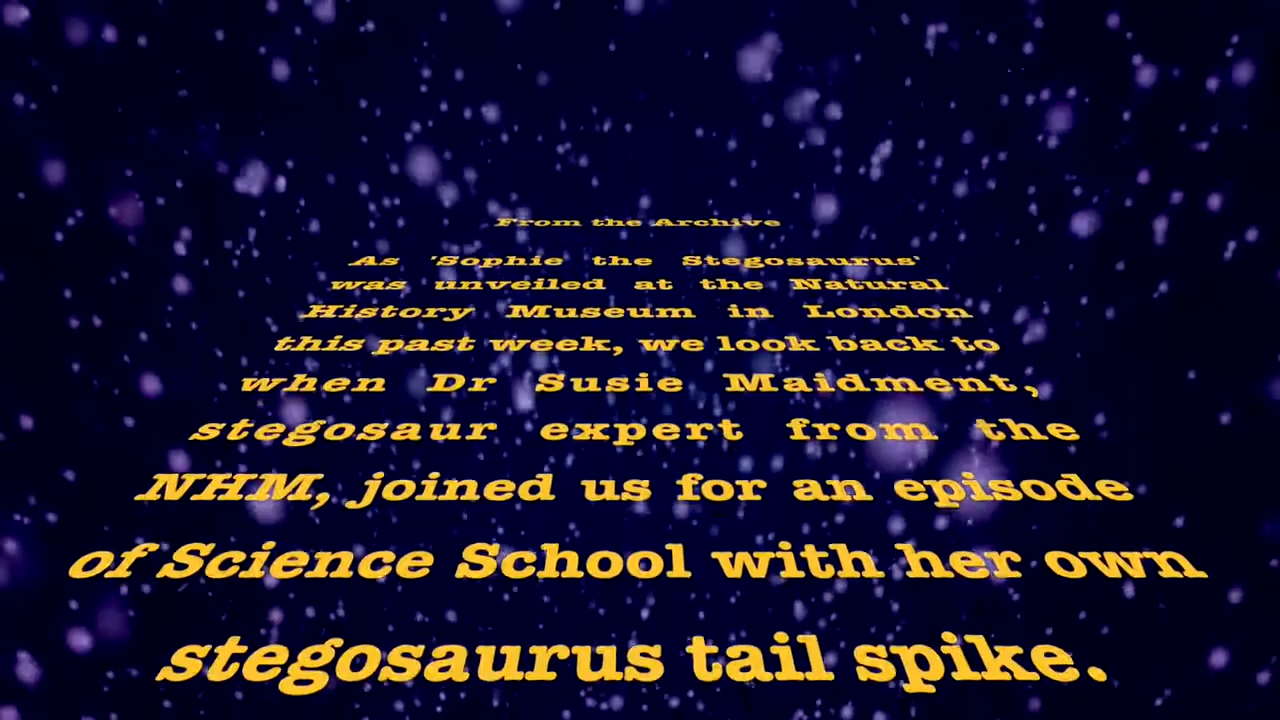 From the Archive
As 'Sophie the Stegosaurus'
was unveiled at the Natural
History Museum in London
this past week, we look back to
when Dr Susie Maidment,
stegosaur expert from the
NHM, joined us for an episode
of Science School with her own
stegosaurus tail spike.